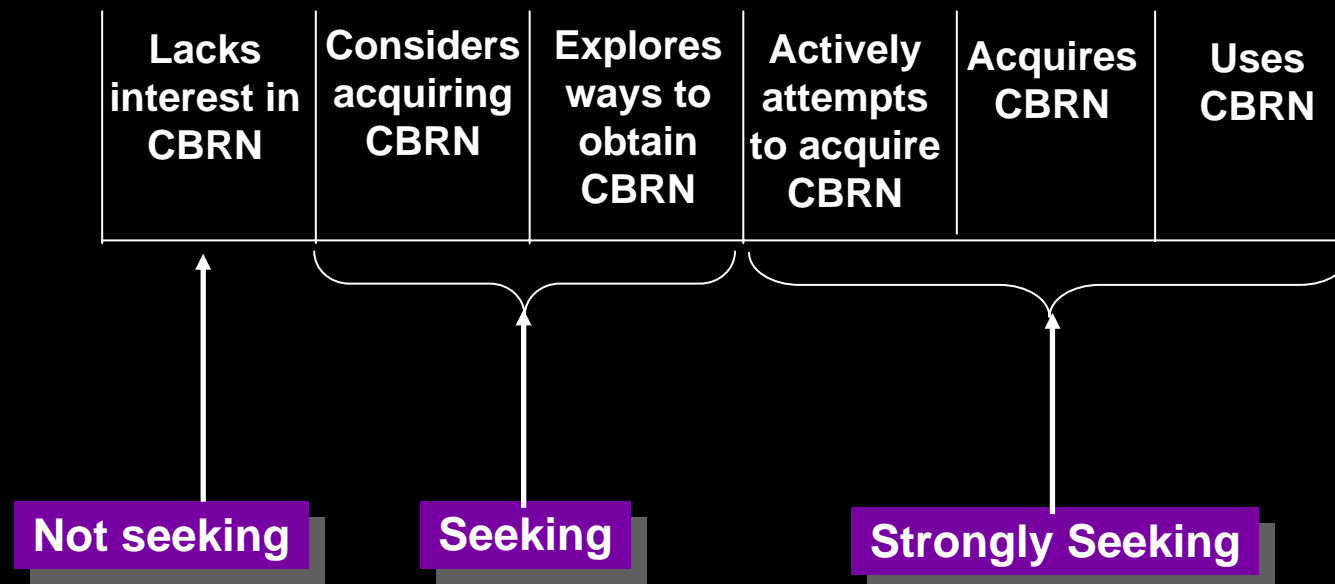 Lacks
interest in
CBRN
Considers
acquiring
CBRN
Explores
ways to
obtain
CBRN
Actively
attempts
to acquire
CBRN
Acquires
CBRN
Uses
CBRN
Not seeking
Seeking
Strongly Seeking